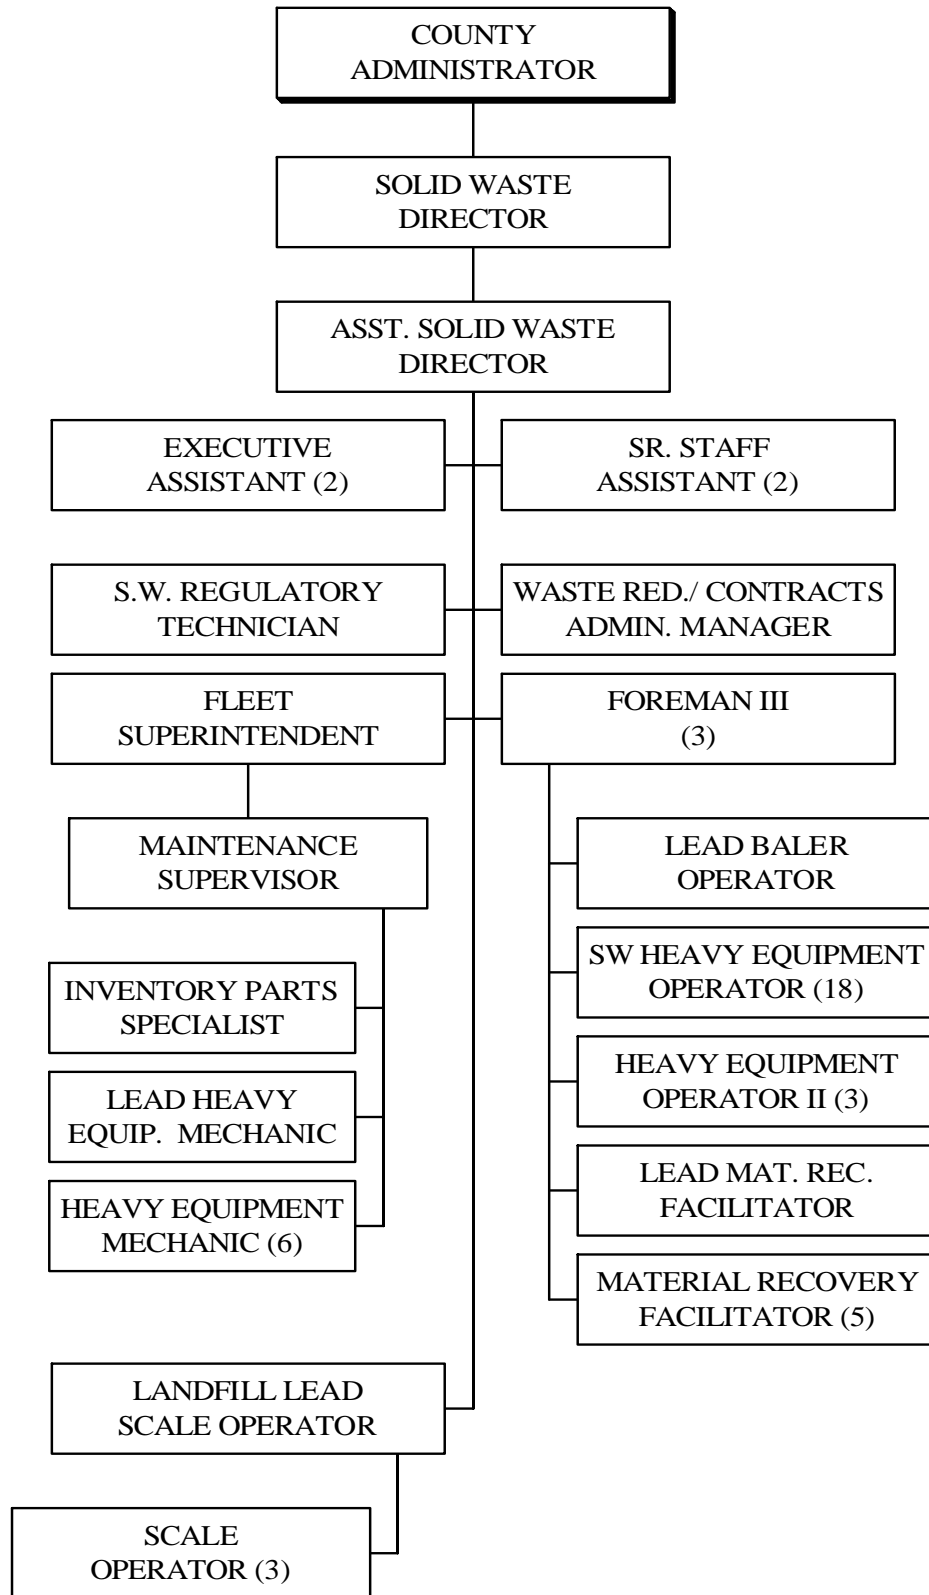 COUNTY
ADMINISTRATOR
SOLID WASTE
DIRECTOR
ASST. SOLID WASTE
DIRECTOR
EXECUTIVE
ASSISTANT (2)
SR. STAFF
ASSISTANT (2)
S.W. REGULATORY
TECHNICIAN
WASTE RED./ CONTRACTS
ADMIN. MANAGER
FLEET
SUPERINTENDENT
FOREMAN III
(3)
MAINTENANCE
SUPERVISOR
INVENTORY PARTS
SPECIALIST
LEAD HEAVY
EQUIP. MECHANIC
HEAVY EQUIPMENT
MECHANIC (6)
LEAD BALER
OPERATOR
SW HEAVY EQUIPMENT
OPERATOR (18)
HEAVY EQUIPMENT
OPERATOR II (3)
LEAD MAT. REC.
FACILITATOR
MATERIAL RECOVERY
FACILITATOR (5)
LANDFILL LEAD
SCALE OPERATOR
SCALE
OPERATOR (3)